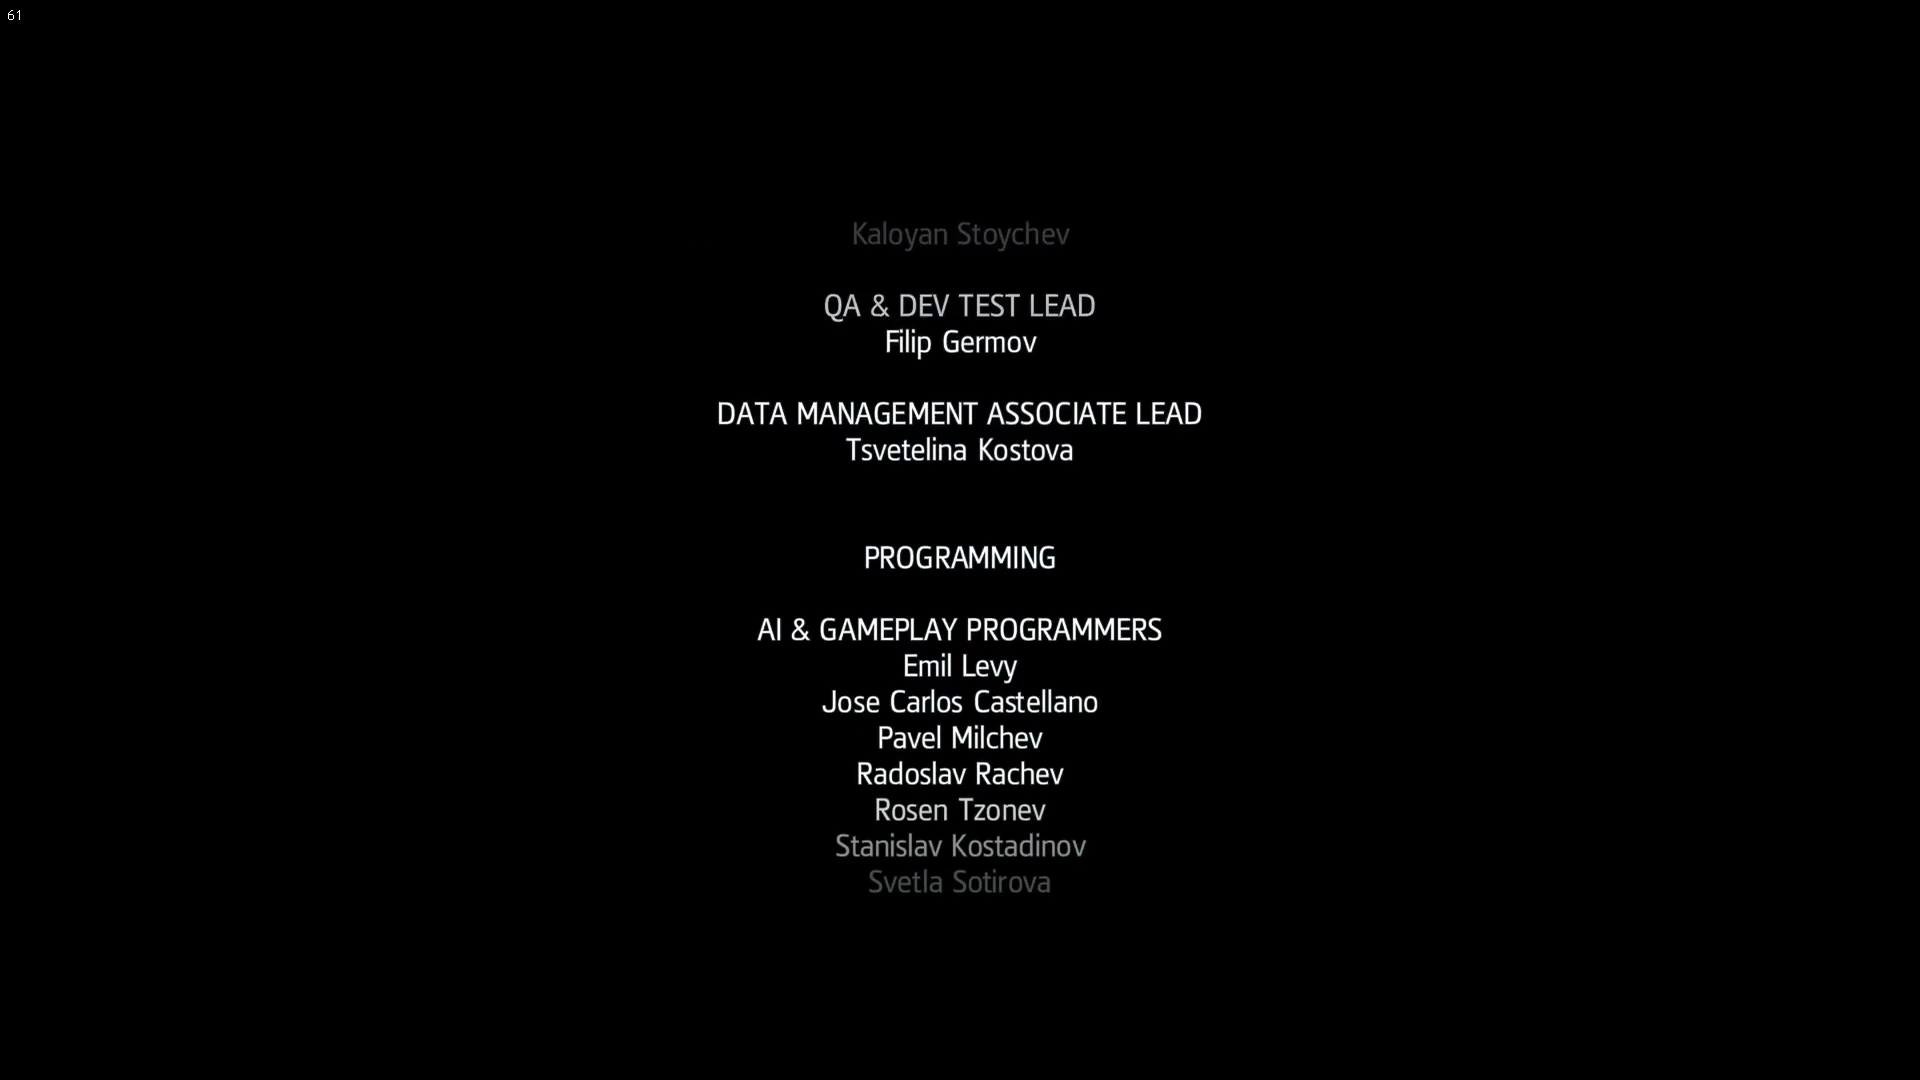 61
Kaloyan Stoychev
QA & DEV TEST LEAD
Filip Germov
DATA MANAGEMENT ASSOCIATE LEAD
Tsvetelina Kostova
PROGRAMMING
AI & GAMEPLAY PROGRAMMERS
Emil Levy
Jose Carlos Castellano
Pavel Milchev
Radoslav Rachev
Rosen Tzonev
Stanislav Kostadinov
Svetla Sotirova